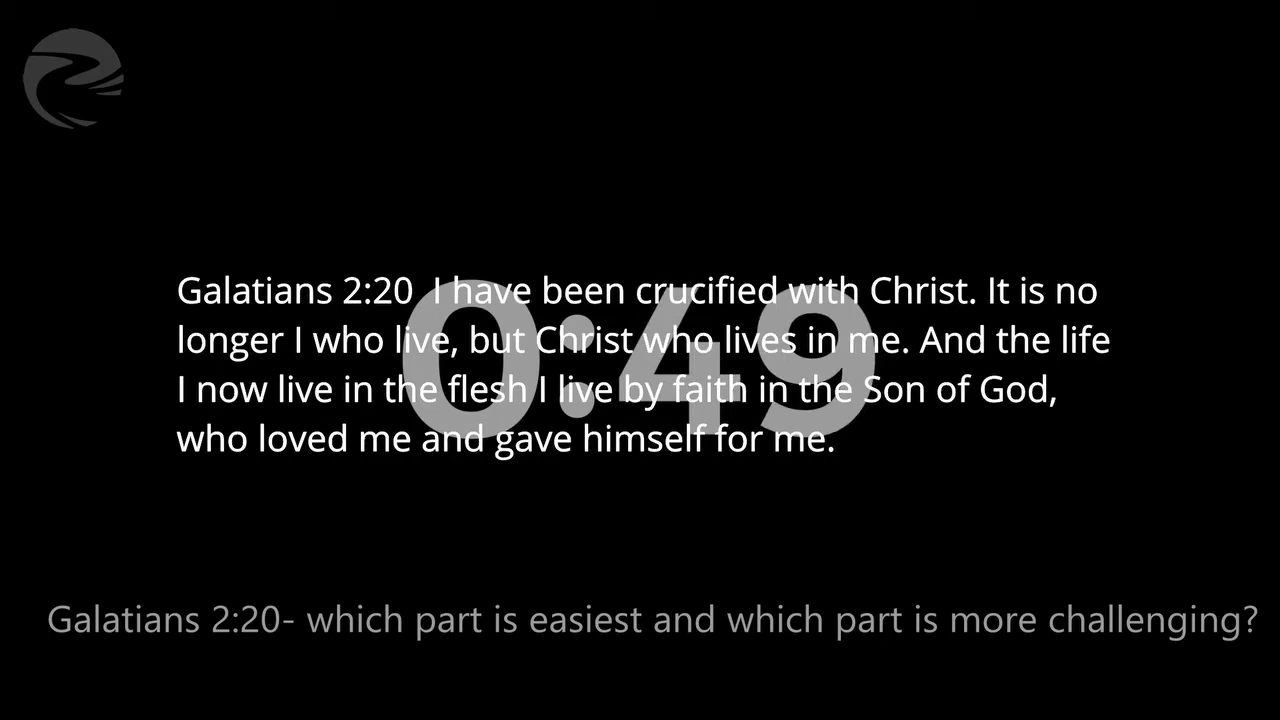 Galatians 2:20  I have been crucified with Christ. It is no
longer I who live, but Christ who lives in me. And the life
I now live in the flesh I live by faith in the Son of God,
who loved me and gave himself for me.
0:49
Galatians 2:20- which part is easiest and which part is more challenging?